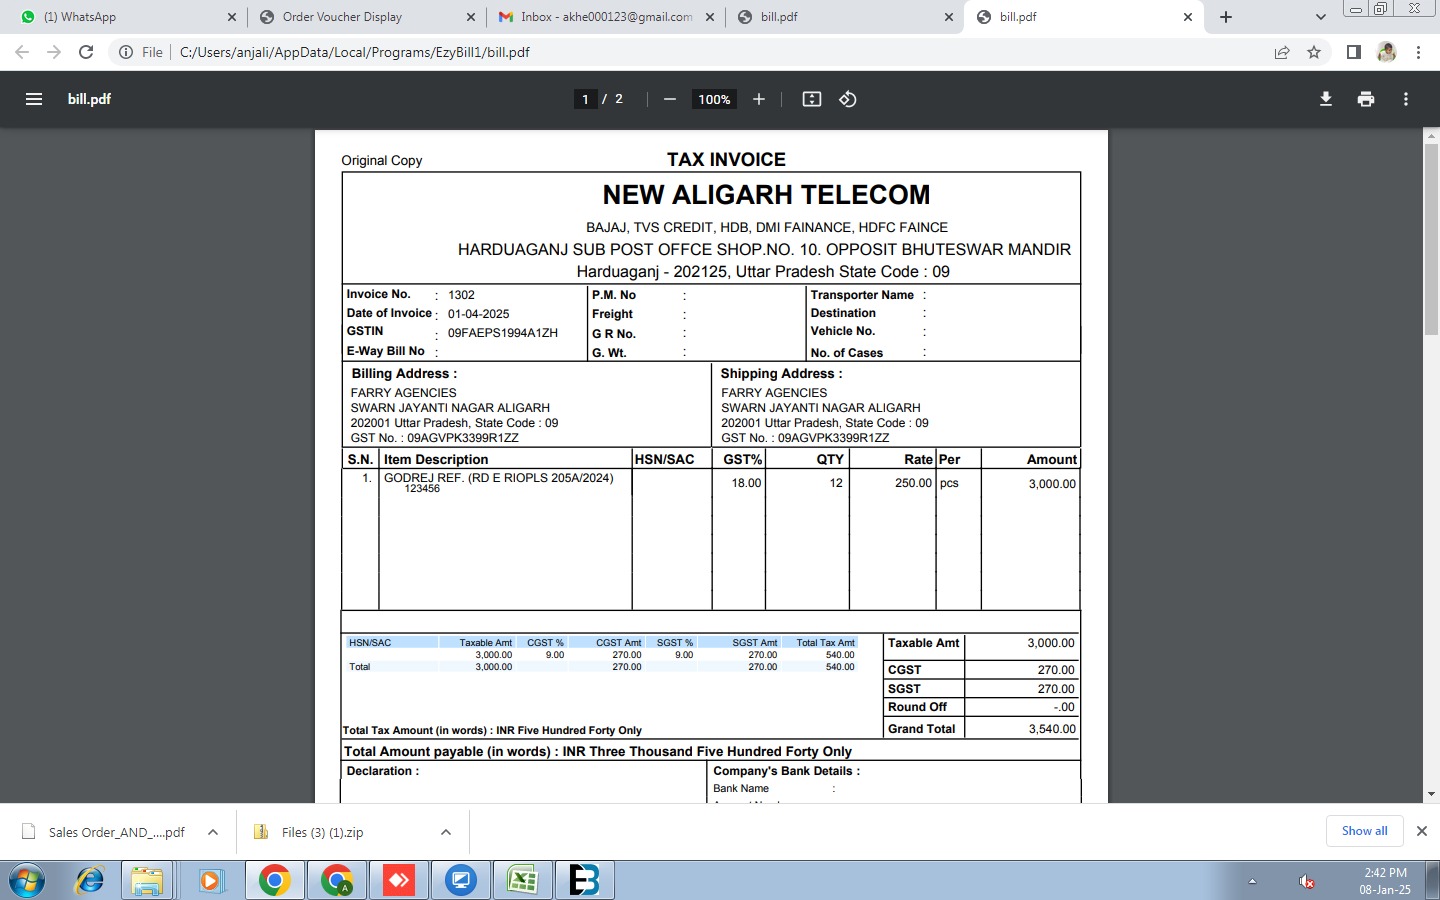 (1) WhatsApp
Order Voucher Display
Inbox - akhe000123@gmail.com
bill.pdf
bill.pdf
File
C:/Users/anjali/AppData/Local/Programs/EzyBill1/bill.pdf
bill.pdf
1 / 2
100%
Original Copy
TAX INVOICE
NEW ALIGARH TELECOM
BAJAJ, TVS CREDIT, HDB, DMI FAINANCE, HDFC FAINCE
HARDUAGANJ SUB POST OFFCE SHOP.NO. 10. OPPOSIT BHUTESWAR MANDIR
Harduaganj - 202125, Uttar Pradesh State Code : 09
Invoice No. : 1302 P.M. No : Transporter Name :
Date of Invoice : 01-04-2025 Freight : Destination :
GSTIN : 09FAEPS1994A1ZH G R No. : Vehicle No. :
E-Way Bill No : G. Wt. : No. of Cases :
Billing Address :
FARRY AGENCIES
SWARN JAYANTI NAGAR ALIGARH
202001 Uttar Pradesh, State Code : 09
GST No. : 09AGVPK3399R1ZZ
Shipping Address :
FARRY AGENCIES
SWARN JAYANTI NAGAR ALIGARH
202001 Uttar Pradesh, State Code : 09
GST No. : 09AGVPK3399R1ZZ
S.N. Item Description HSN/SAC GST% QTY Rate Per Amount
1. GODREJ REF. (RD E RIOPLS 205A/2024) 18.00 12 250.00 pcs 3,000.00
123456
HSN/SAC Taxable Amt CGST % CGST Amt SGST % SGST Amt Total Tax Amt
3,000.00 9.00 270.00 9.00 270.00 540.00
Total 3,000.00 270.00 270.00 540.00
Taxable Amt 3,000.00
CGST 270.00
SGST 270.00
Round Off -.00
Grand Total 3,540.00
Total Tax Amount (in words) : INR Five Hundred Forty Only
Total Amount payable (in words) : INR Three Thousand Five Hundred Forty Only
Declaration :
Company's Bank Details :
Bank Name :
Sales Order_AND_....pdf
Files (3) (1).zip
Show all
2:42 PM
08-Jan-25